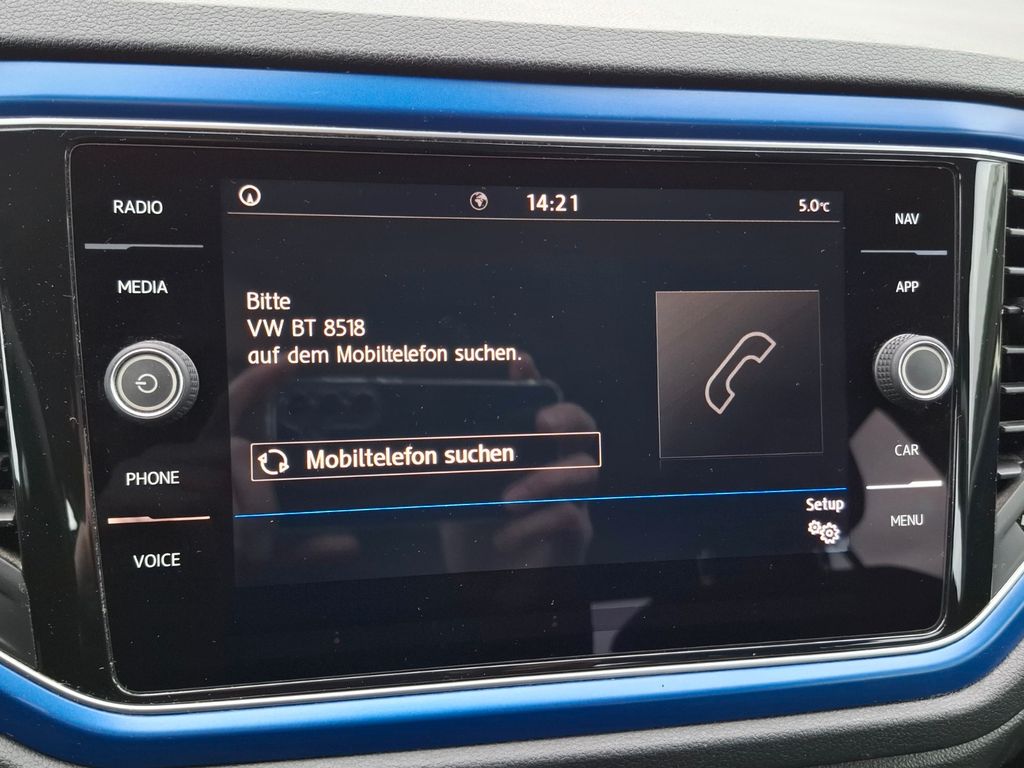 RADIO
MEDIA
PHONE
VOICE
14:21
5.0°C
Bitte
VW BT 8518
auf dem Mobiltelefon suchen.
Mobiltelefon suchen
Setup
NAV
APP
CAR
MENU